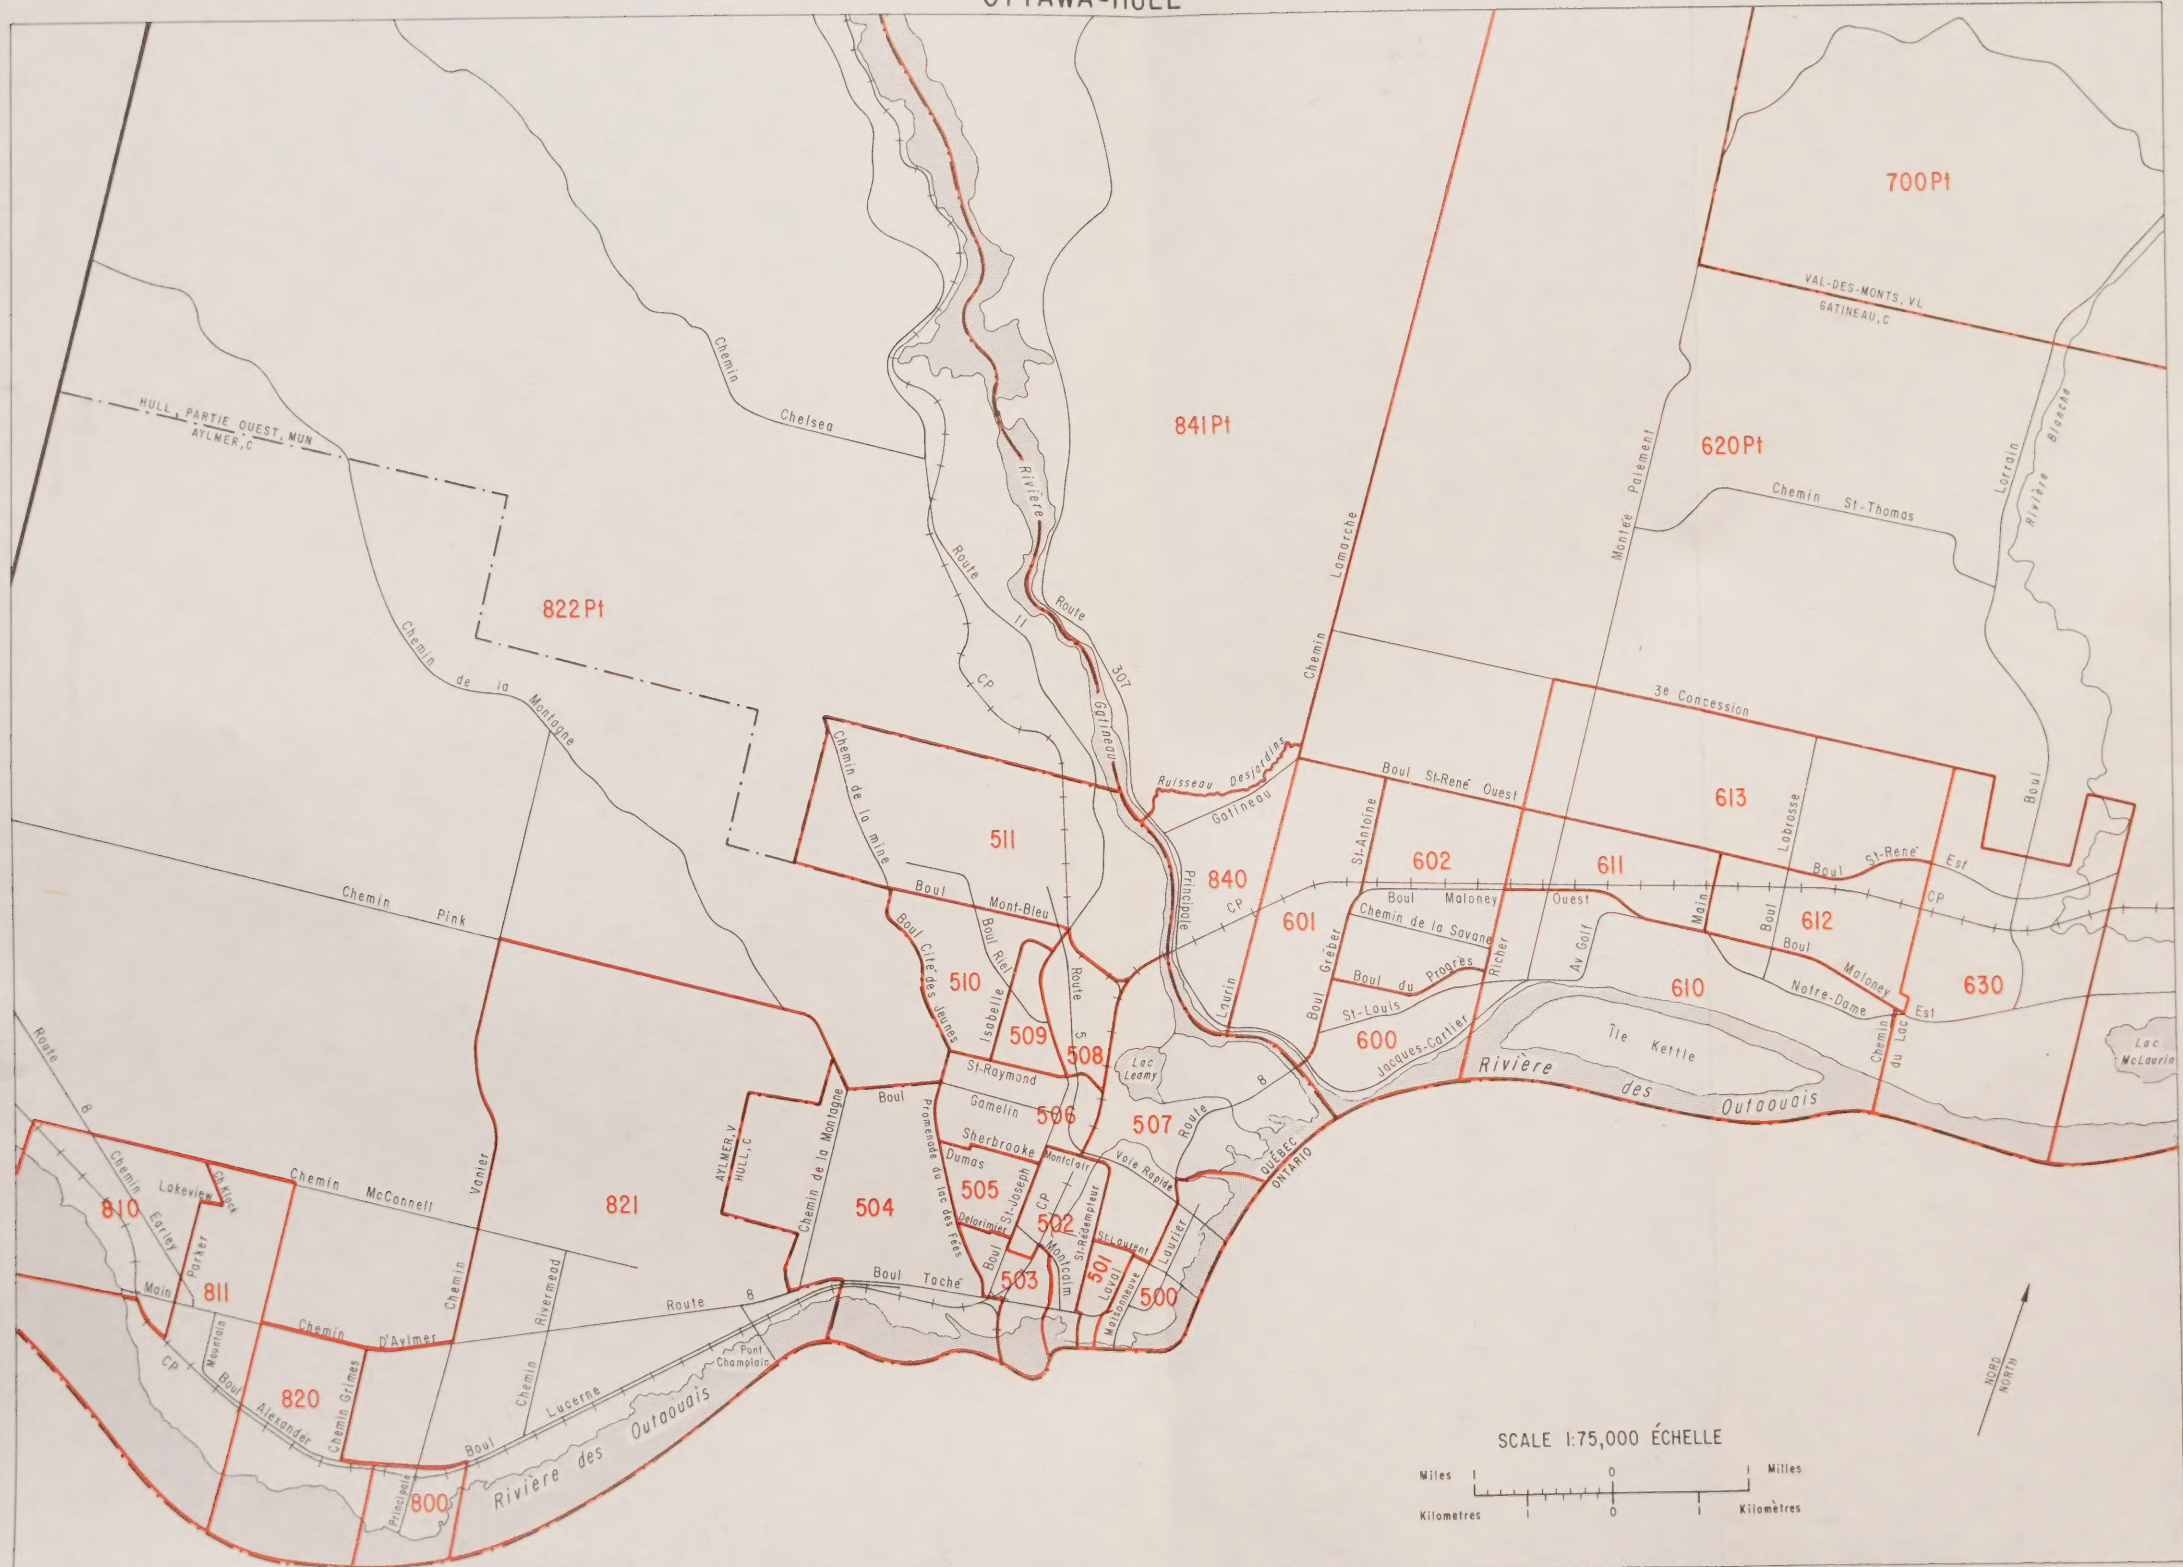 OTTAWA-HULL
700Pt
VAL-DES-MONTS, VL
GATINEAU, C
Chemin
Chelsea
HULL, PARTIE OUEST, MUN
AYLMER, C
841Pt
620Pt
Montée Paiement
Chemin St-Thomas
Lorrain
Rivière Blanche
Rivière
Route
11
Chemin Lamarche
822Pt
Chemin
de la
Montagne
Route
307
CP
Gatineau
3e Concession
Boul
Chemin de la mine
Ruisseau Desjardins
Gatineau
Boul St-René Ouest
613
Labrosse
511
St-Antoine
602
611
Boul St-René Est
Chemin Pink
Boul
Mont-Bleu
Principale
840
CP
Boul Maloney
Ouest
Main
CP
612
Boul Cité des Jeunes
Boul Riel
601
Chemin de la Savane
Boul
Boul
Maloney
510
Route
5
Laurin
Boul Gréber
Boul du Progrès
Richer
Av Golf
610
Notre-Dame
Est
630
Isabelle
509
508
St-Louis
600
Jacques-Cartier
Île Kettle
Chemin
du Lac
Lac
McLaurin
Lac
Leamy
8
Route
Rivière
des
Outaouais
Route
8
Chemin
Earley
St-Raymond
Boul
Gamelin
506
507
QUÉBEC
ONTARIO
Sherbrooke
Dumas
505
Montclair
Voie Rapide
Promenade du lac des Fées
Chemin de la Montagne
AYLMER, V
HULL, C
Vanier
821
504
Chemin
McConnell
Ch Klock
Lakeview
810
Parker
811
Delorimier
St-Joseph
CP
502
St-Rédempteur
St-Laurent
Laurier
Montcalm
501
Laval
Maisonneuve
500
Boul
503
Boul Taché
Route
8
Main
Chemin
Rivermead
Chemin
Chemin
D'Aylmer
Mountain
CP
Boul
Alexander
820
Chemin Grimes
Pont
Champlain
Lucerne
Boul
Principale
800
Rivière des Outaouais
NORD
NORTH
SCALE 1:75,000 ÉCHELLE
Miles 1 0 1 Milles
Kilometres 1 0 1 Kilomètres